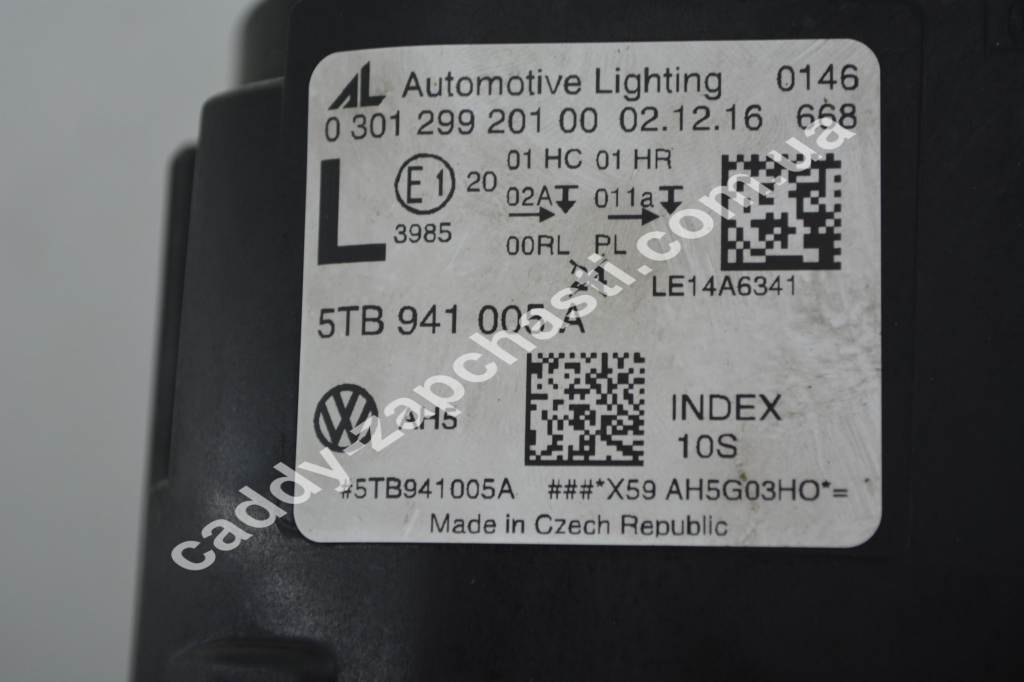 AL Automotive Lighting 0146
0 301 299 201 00 02.12.16 668
L E1 20 01 HC 01 HR
02A 011a
3985
00RL PL
LE14A6341
5TB 941 005 A
VW AH5 INDEX
10S
#5TB941005A ###*X59 AH5G03HO*=
Made in Czech Republic
caddy-zapchasti.com.ua